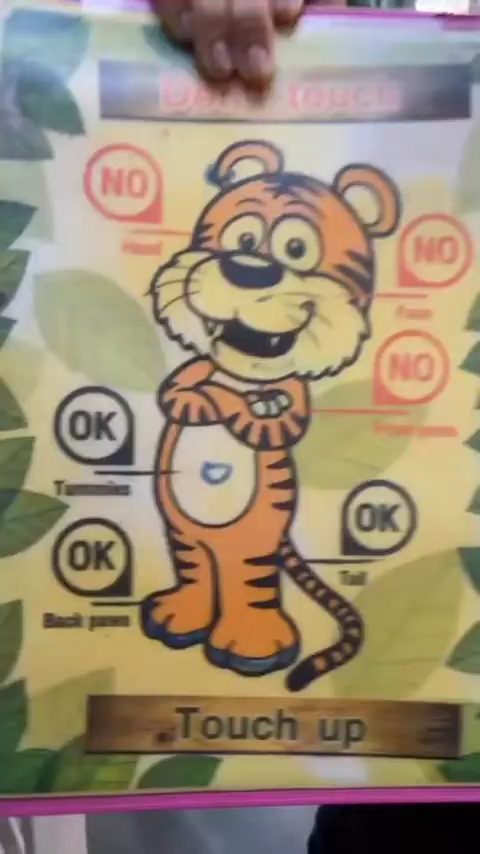 Don't touch
NO
Head
NO
Face
NO
Front paws
OK
Tummies
OK
Tail
OK
Back paws
Touch up